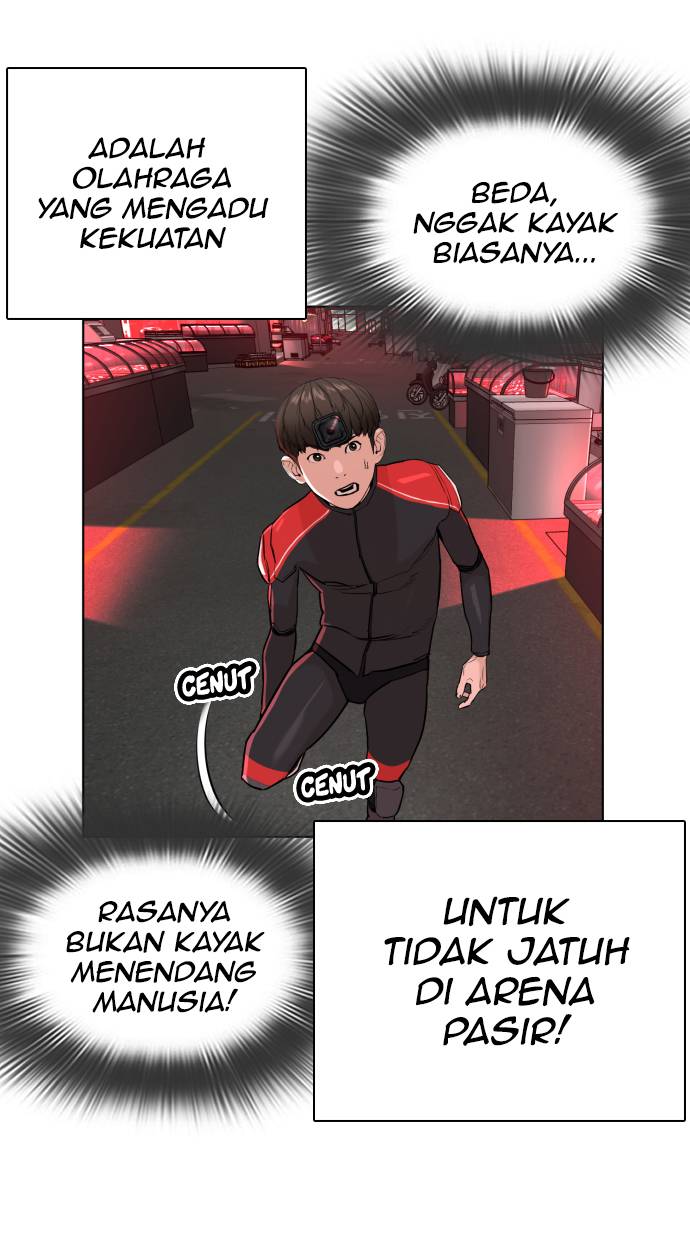 ADALAH
OLAHRAGA
YANG MENGADU
KEKUATAN
BEDA,
NGGAK KAYAK
BIASANYA...
CENUT
CENUT
RASANYA
BUKAN KAYAK
MENENDANG
MANUSIA!
UNTUK
TIDAK JATUH
DI ARENA
PASIR!